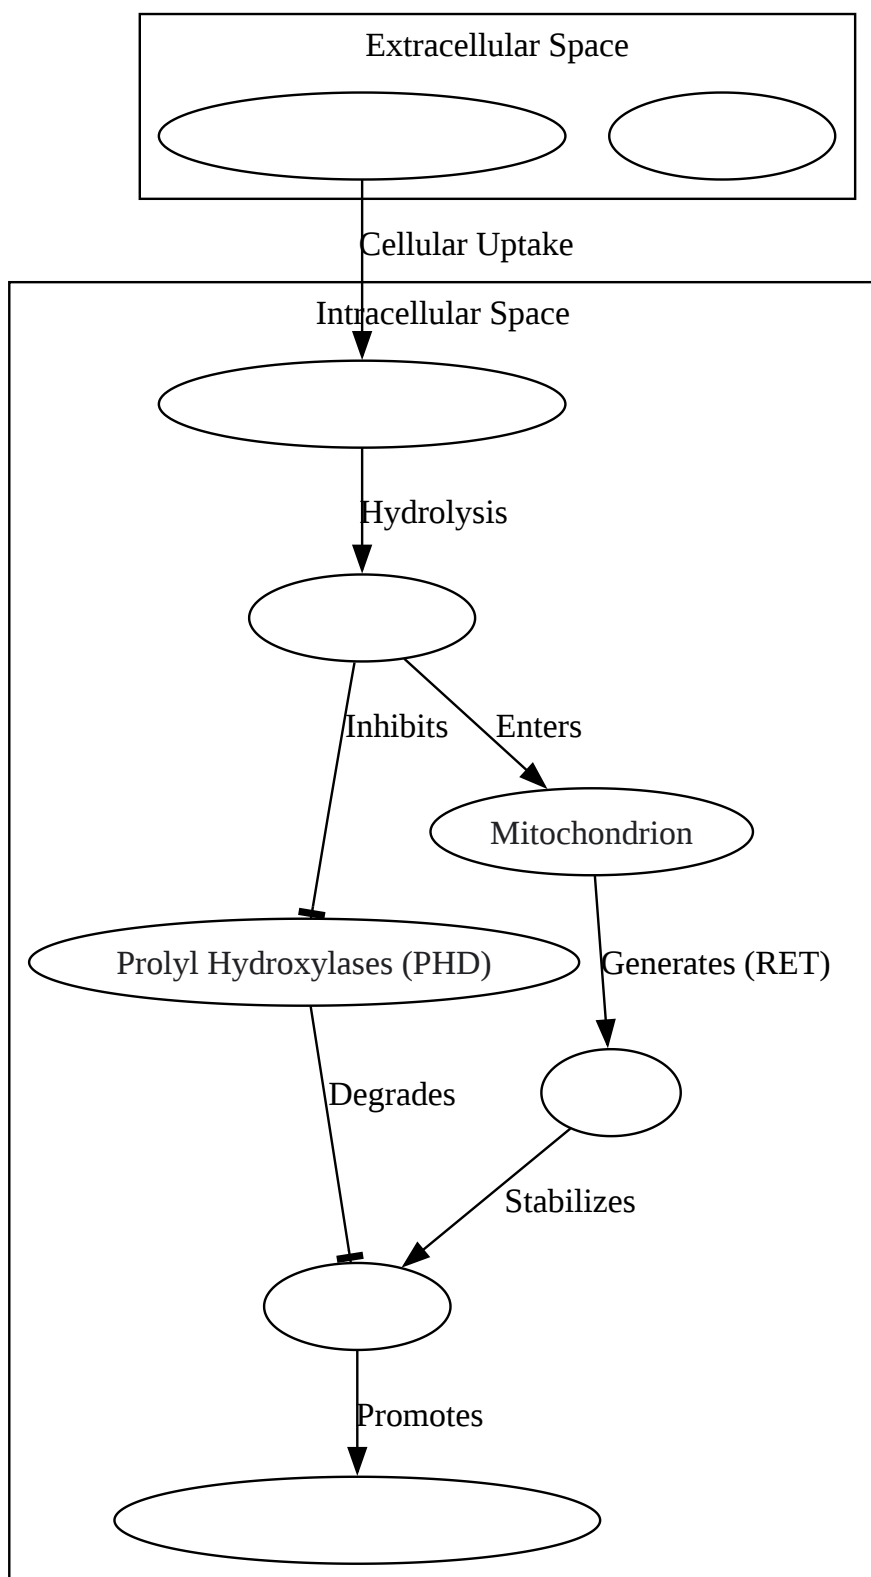 Extracellular Space
Cellular Uptake
Intracellular Space
Hydrolysis
Inhibits
Enters
Mitochondrion
Prolyl Hydroxylases (PHD)
Generates (RET)
Degrades
Stabilizes
Promotes